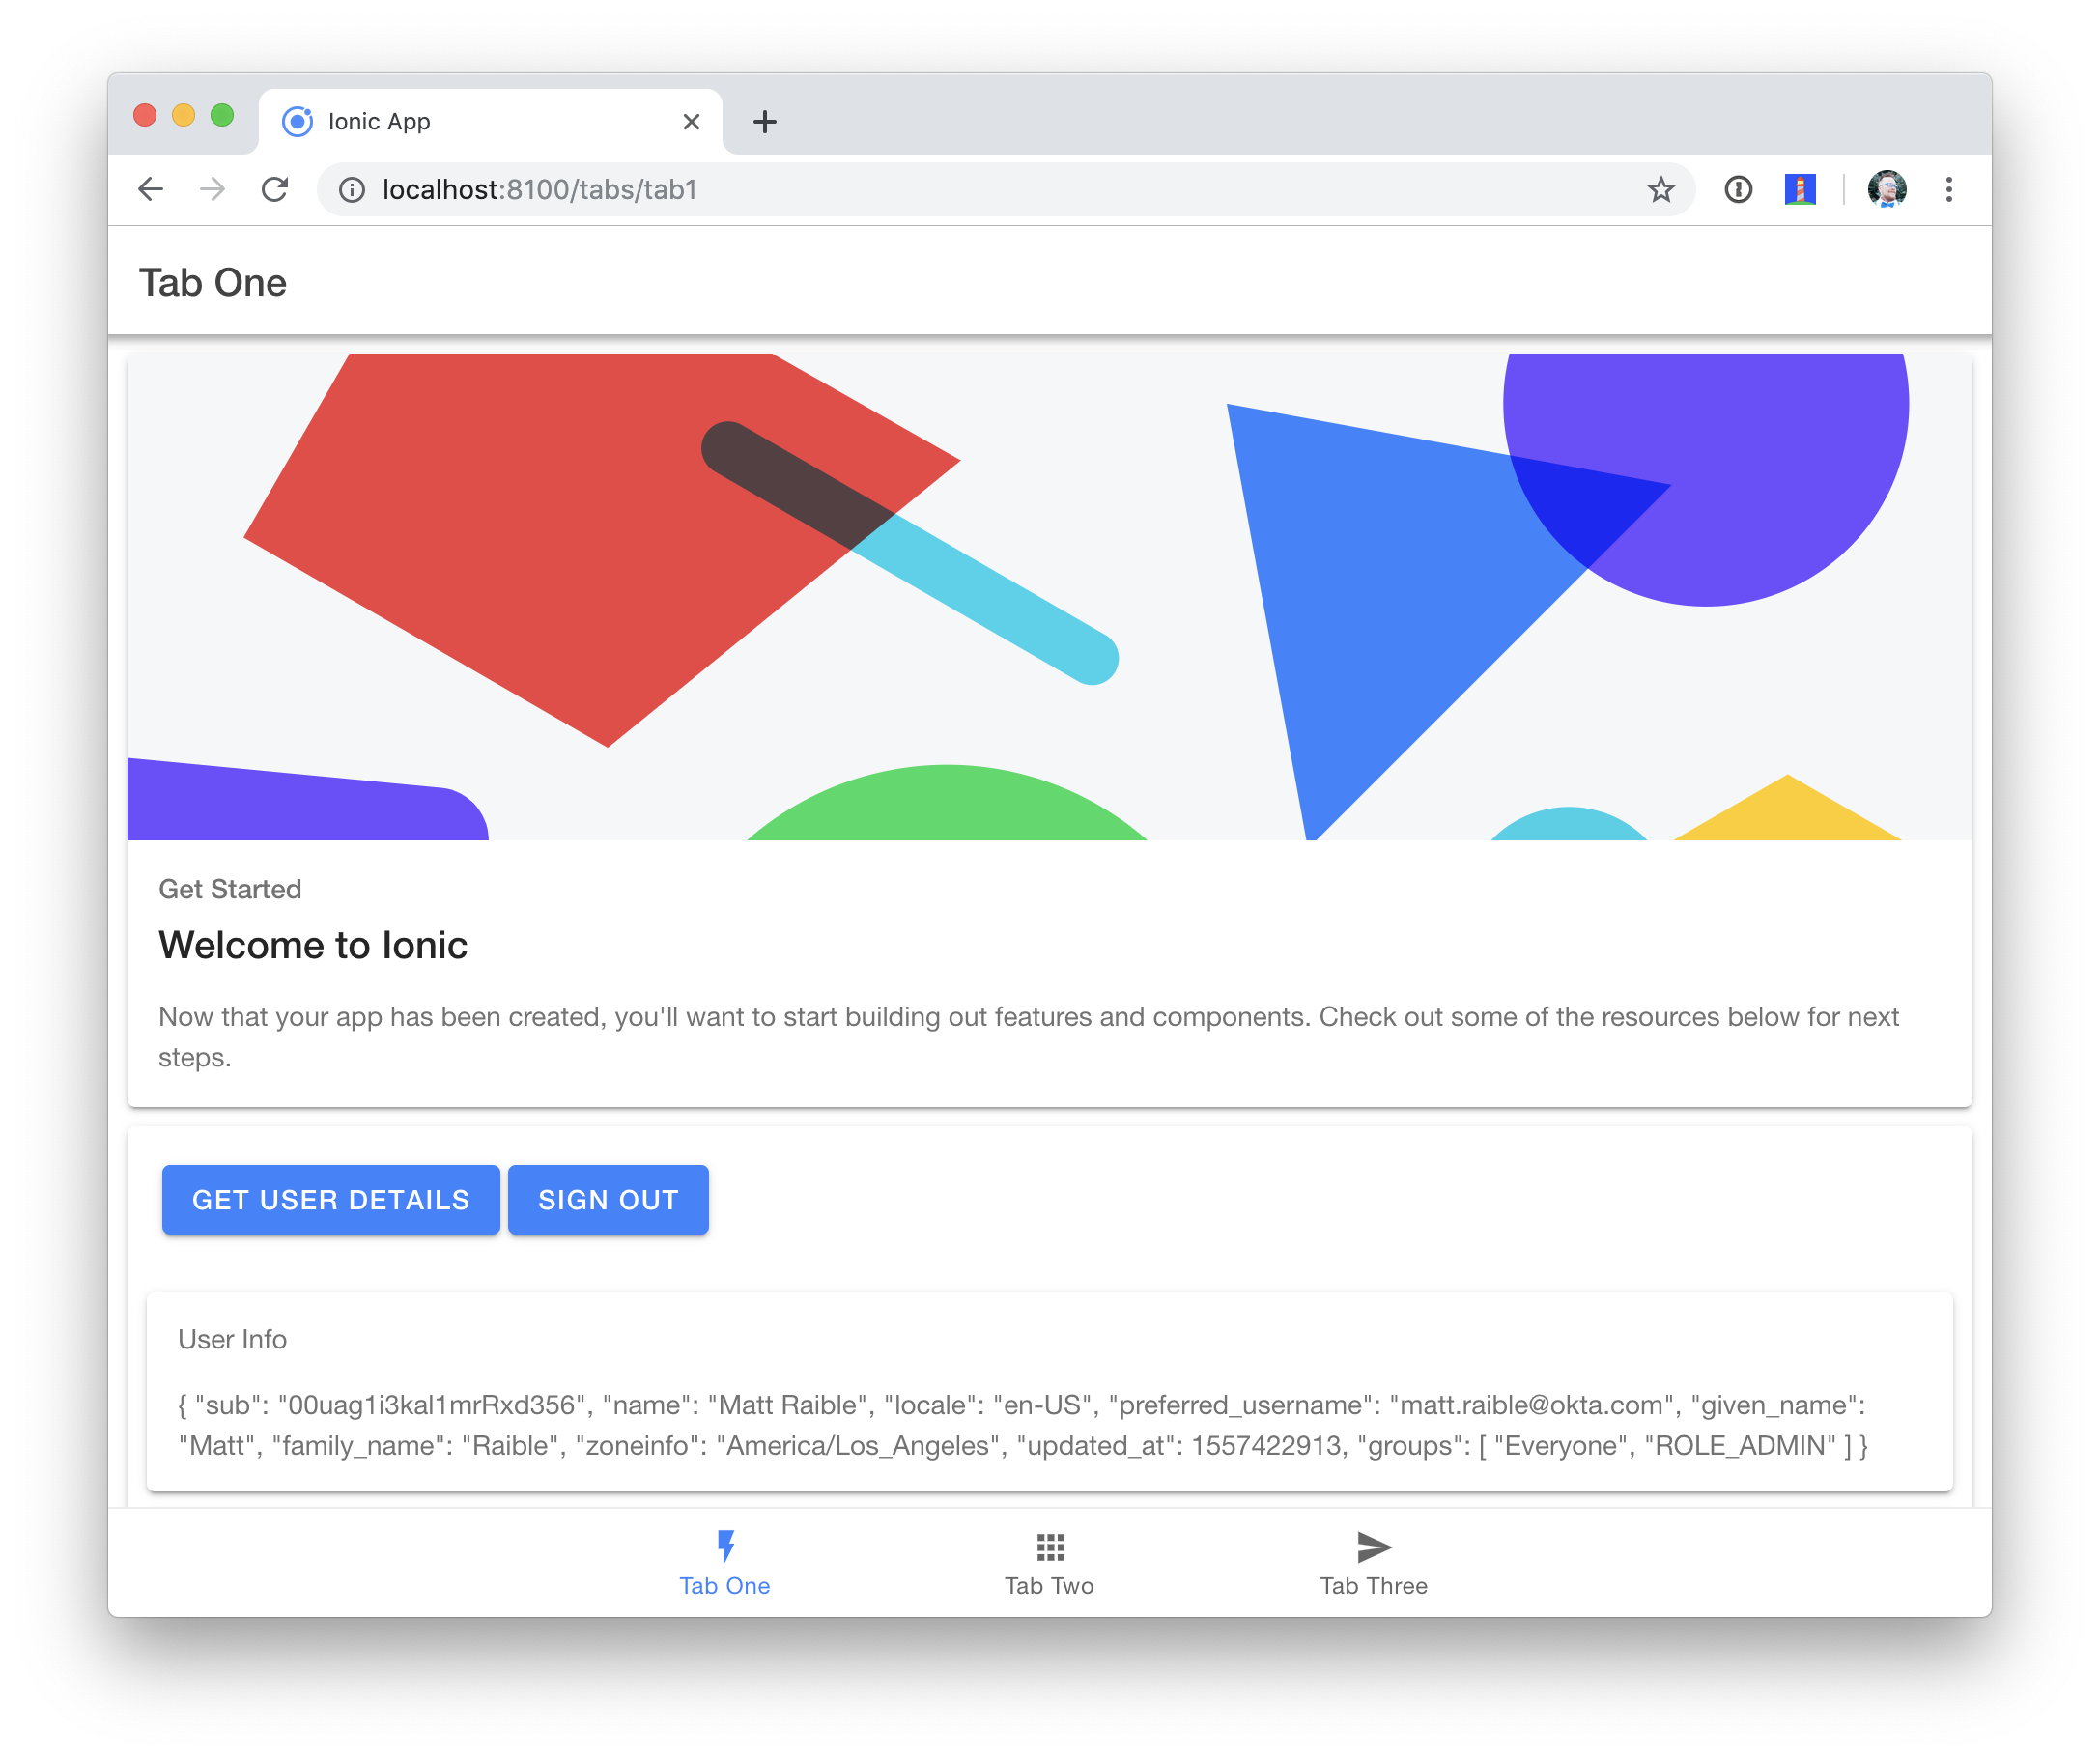 Ionic App
localhost:8100/tabs/tab1
Tab One
Get Started
Welcome to Ionic
Now that your app has been created, you'll want to start building out features and components. Check out some of the resources below for next
steps.
GET USER DETAILS SIGN OUT
User Info
{ "sub": "00uag1i3kal1mrRxd356", "name": "Matt Raible", "locale": "en-US", "preferred_username": "matt.raible@okta.com", "given_name":
"Matt", "family_name": "Raible", "zoneinfo": "America/Los_Angeles", "updated_at": 1557422913, "groups": [ "Everyone", "ROLE_ADMIN" ] }
Tab One Tab Two Tab Three